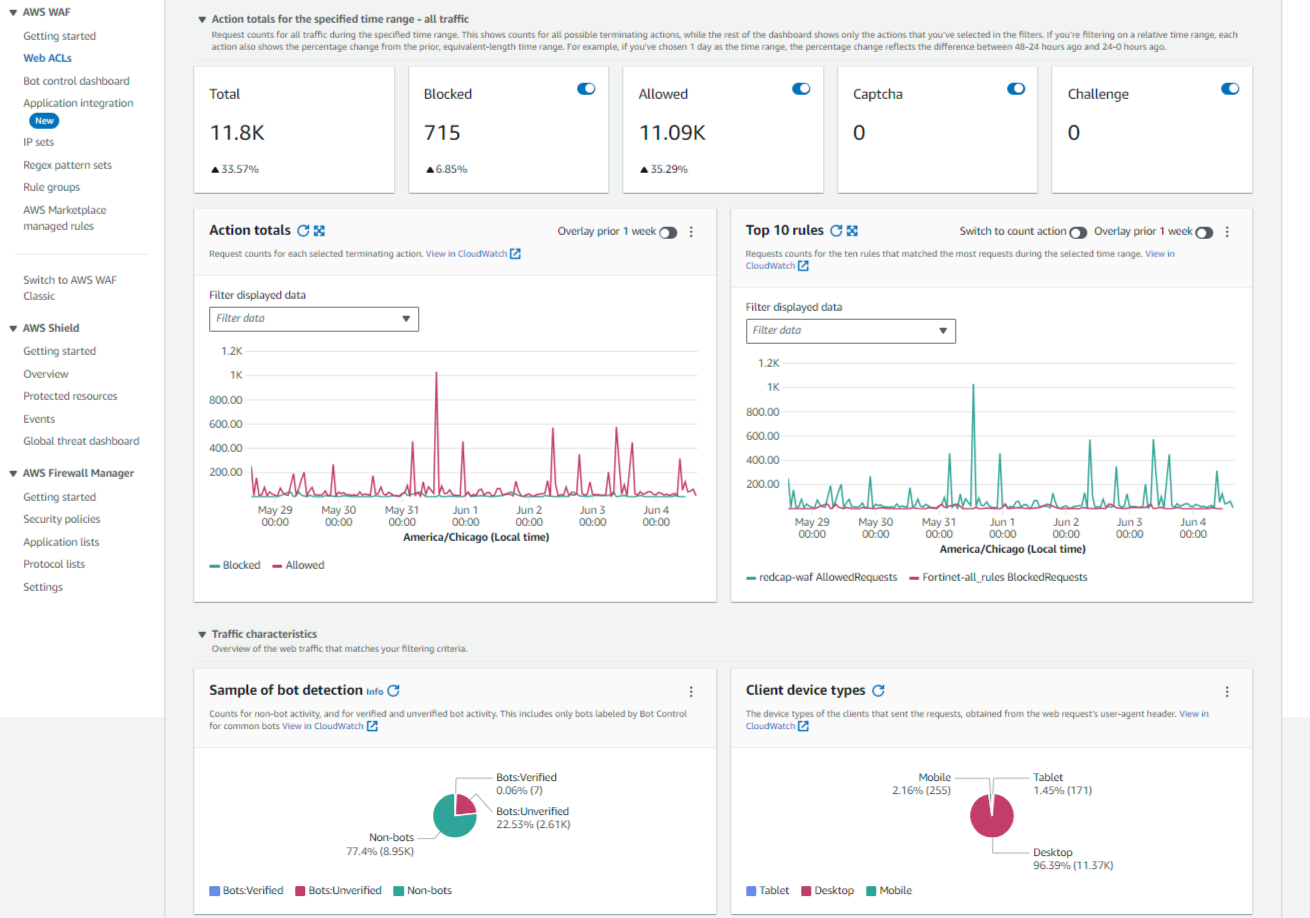 AWS WAF
Getting started
Web ACLs
Bot control dashboard
Application integration
New
IP sets
Regex pattern sets
Rule groups
AWS Marketplace
managed rules
Switch to AWS WAF
Classic
AWS Shield
Getting started
Overview
Protected resources
Events
Global threat dashboard
AWS Firewall Manager
Getting started
Security policies
Application lists
Protocol lists
Settings
Action totals for the specified time range - all traffic
Request counts for all traffic during the specified time range. This shows counts for all possible terminating actions, while the rest of the dashboard shows only the actions that you've selected in the filters. If you're filtering on a relative time range, each
action also shows the percentage change from the prior, equivalent-length time range. For example, if you've chosen 1 day as the time range, the percentage change reflects the difference between 48-24 hours ago and 24-0 hours ago.
Total
11.8K
33.57%
Blocked
715
6.85%
Allowed
11.09K
35.29%
Captcha
0
Challenge
0
Action totals
Overlay prior 1 week
Request counts for each selected terminating action. View in CloudWatch
Filter displayed data
Filter data
1.2K
1K
800.00
600.00
400.00
200.00
May 29 May 30 May 31 Jun 1 Jun 2 Jun 3 Jun 4
00:00 00:00 00:00 00:00 00:00 00:00 00:00
America/Chicago (Local time)
Blocked Allowed
Top 10 rules
Switch to count action Overlay prior 1 week
Requests counts for the ten rules that matched the most requests during the selected time range. View in
CloudWatch
Filter displayed data
Filter data
1.2K
1K
800.00
600.00
400.00
200.00
May 29 May 30 May 31 Jun 1 Jun 2 Jun 3 Jun 4
00:00 00:00 00:00 00:00 00:00 00:00 00:00
America/Chicago (Local time)
redcap-waf AllowedRequests Fortinet-all_rules BlockedRequests
Traffic characteristics
Overview of the web traffic that matches your filtering criteria.
Sample of bot detection Info
Counts for non-bot activity, and for verified and unverified bot activity. This includes only bots labeled by Bot Control
for common bots View in CloudWatch
Bots:Verified
0.06% (7)
Bots:Unverified
22.53% (2.61K)
Non-bots
77.4% (8.95K)
Bots:Verified Bots:Unverified Non-bots
Client device types
The device types of the clients that sent the requests, obtained from the web request's user-agent header. View in
CloudWatch
Mobile
2.16% (255)
Tablet
1.45% (171)
Desktop
96.39% (11.37K)
Tablet Desktop Mobile